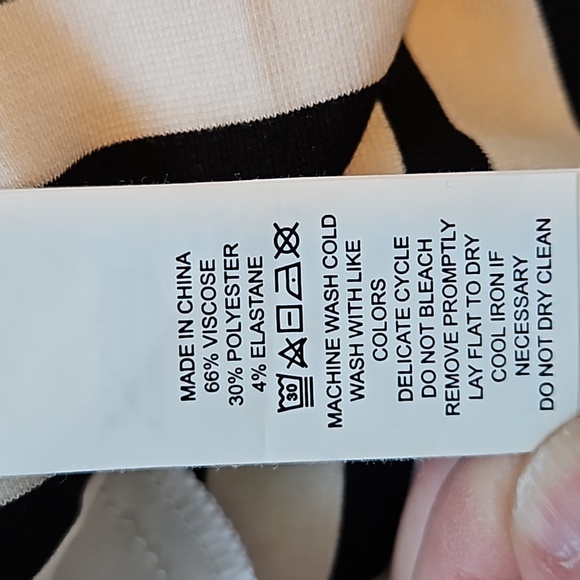 MADE IN CHINA
66% VISCOSE
30% POLYESTER
4% ELASTANE
30
MACHINE WASH COLD
WASH WITH LIKE
COLORS
DELICATE CYCLE
DO NOT BLEACH
REMOVE PROMPTLY
LAY FLAT TO DRY
COOL IRON IF
NECESSARY
DO NOT DRY CLEAN